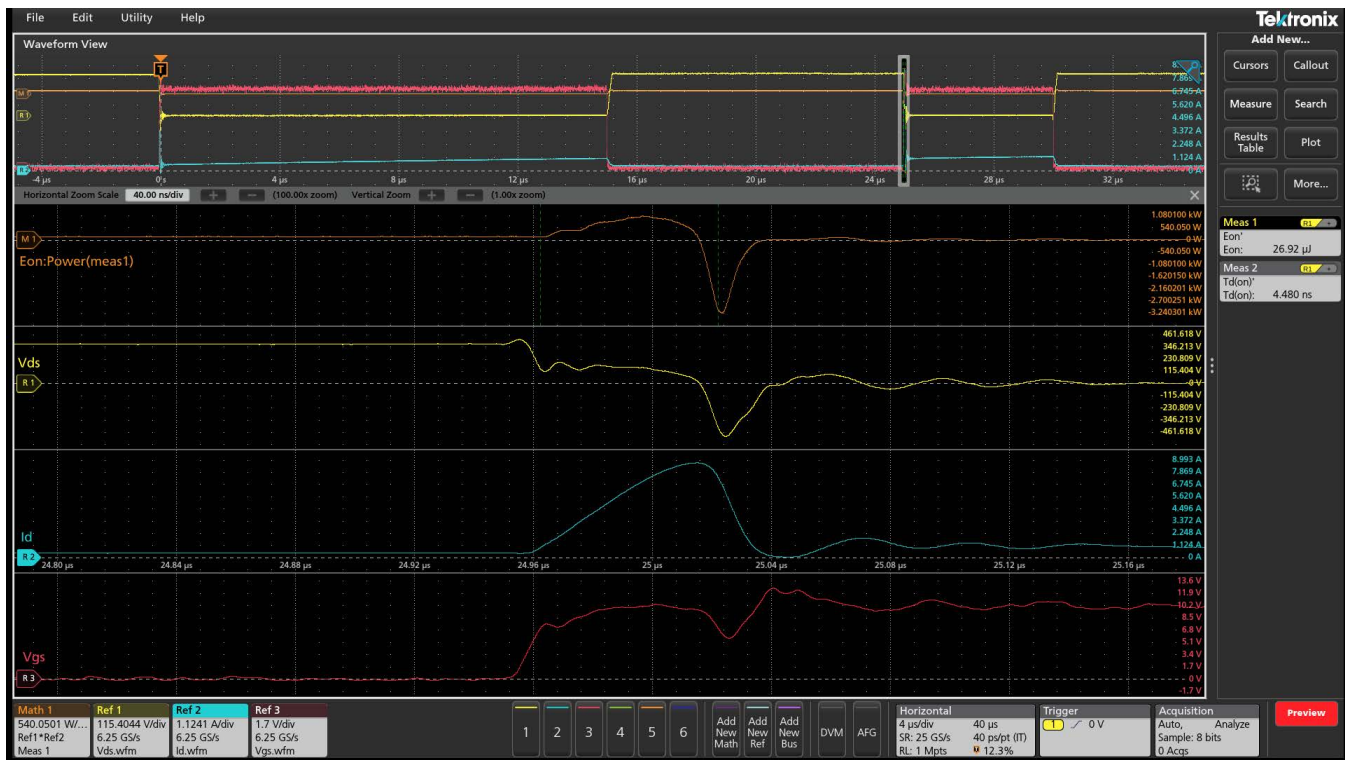 File Edit Utility Help
Tektronix
Waveform View
Add New...
Cursors Callout
Measure Search
Results Table Plot
More...
T
M 1
R 1
R 2
7.869
6.745 A
5.620 A
4.496 A
3.372 A
2.248 A
1.124 A
0 A
-4 µs 0 s 4 µs 8 µs 12 µs 16 µs 20 µs 24 µs 28 µs 32 µs
Horizontal Zoom Scale 40.00 ns/div + - (100.00x zoom) Vertical Zoom + - (1.00x zoom) X
1.080100 kW
540.050 W
0 W
-540.050 W
-1.080100 kW
-1.620150 kW
-2.160201 kW
-2.700251 kW
-3.240301 kW
M 1
Eon:Power(meas1)
Meas 1 R1
Eon'
Eon: 26.92 µJ
Meas 2 R1
Td(on)'
Td(on): 4.480 ns
461.618 V
346.213 V
230.809 V
115.404 V
0 V
-115.404 V
-230.809 V
-346.213 V
-461.618 V
Vds
R 1
8.993 A
7.869 A
6.745 A
5.620 A
4.496 A
3.372 A
2.248 A
1.124 A
0 A
Id
R 2
24.80 µs 24.84 µs 24.88 µs 24.92 µs 24.96 µs 25 µs 25.04 µs 25.08 µs 25.12 µs 25.16 µs
13.6 V
11.9 V
10.2 V
8.5 V
6.8 V
5.1 V
3.4 V
1.7 V
0 V
-1.7 V
Vgs
R 3
Math 1
540.0501 W/...
Ref1*Ref2
Meas 1
Ref 1
115.4044 V/div
6.25 GS/s
Vds.wfm
Ref 2
1.1241 A/div
6.25 GS/s
Id.wfm
Ref 3
1.7 V/div
6.25 GS/s
Vgs.wfm
1 2 3 4 5 6
Add New Math
Add New Ref
Add New Bus
DVM AFG
Horizontal
4 µs/div 40 µs
SR: 25 GS/s 40 ps/pt (IT)
RL: 1 Mpts 12.3%
Trigger
1 0 V
Acquisition
Auto, Analyze
Sample: 8 bits
0 Acqs
Preview